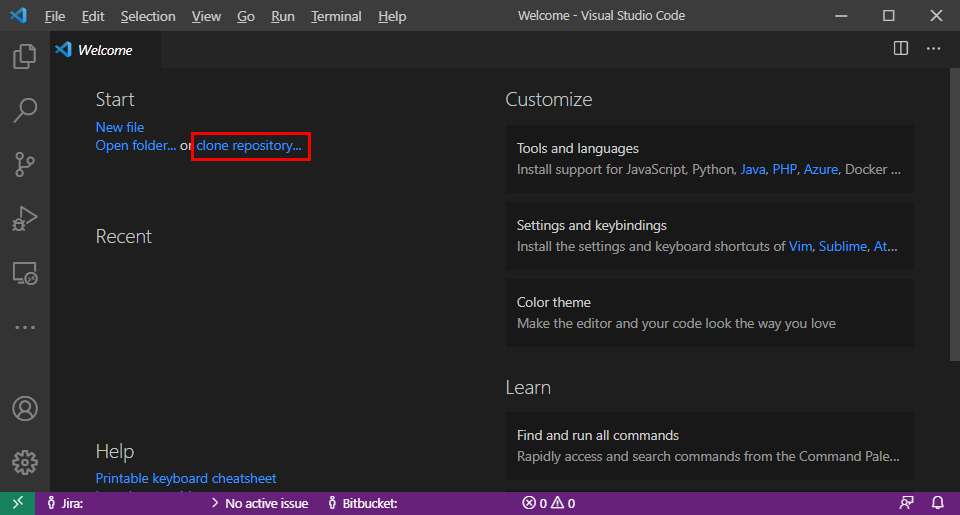 File Edit Selection View Go Run Terminal Help Welcome - Visual Studio Code
Welcome
Start
New file
Open folder... or clone repository...
Recent
Help
Printable keyboard cheatsheet
Customize
Tools and languages
Install support for JavaScript, Python, Java, PHP, Azure, Docker ...
Settings and keybindings
Install the settings and keyboard shortcuts of Vim, Sublime, At...
Color theme
Make the editor and your code look the way you love
Learn
Find and run all commands
Rapidly access and search commands from the Command Pale...
Jira: No active issue Bitbucket: 0 0